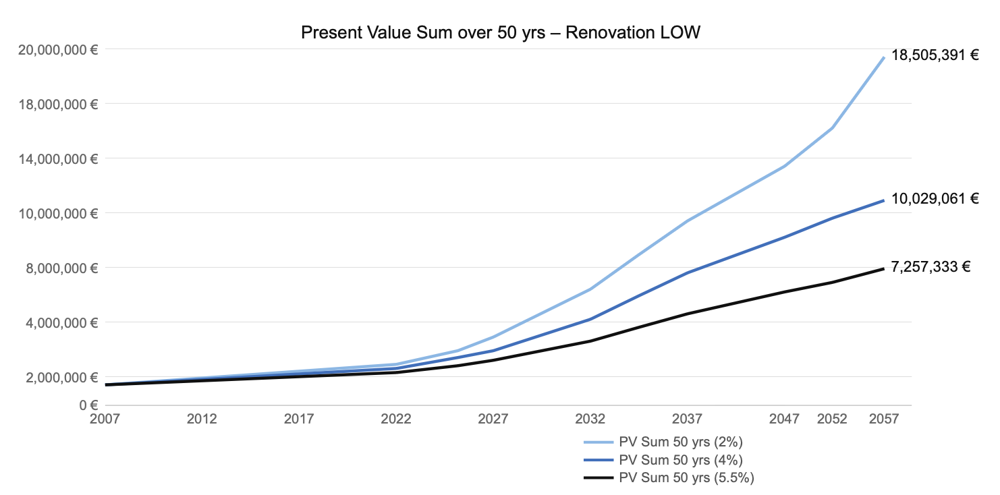 Present Value Sum over 50 yrs – Renovation LOW
20,000,000 €
18,505,391 €
18,000,000 €
14,000,000 €
10,029,061 €
10,000,000 €
8,000,000 €
7,257,333 €
4,000,000 €
2,000,000 €
0 €
2007 2012 2017 2022 2027 2032 2037 2047 2052 2057
PV Sum 50 yrs (2%)
PV Sum 50 yrs (4%)
PV Sum 50 yrs (5.5%)